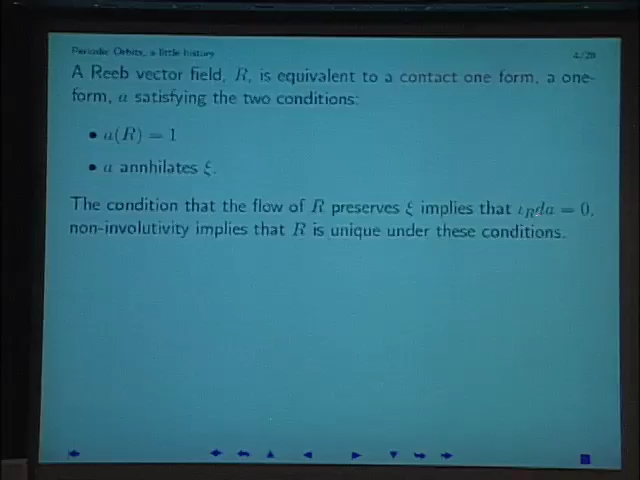 Periodic Orbits, a little history
4/28
A Reeb vector field, R, is equivalent to a contact one form, a one-
form, a satisfying the two conditions:
• a(R) = 1
• a annhilates ξ.
The condition that the flow of R preserves ξ implies that ι_R da = 0,
non-involutivity implies that R is unique under these conditions.